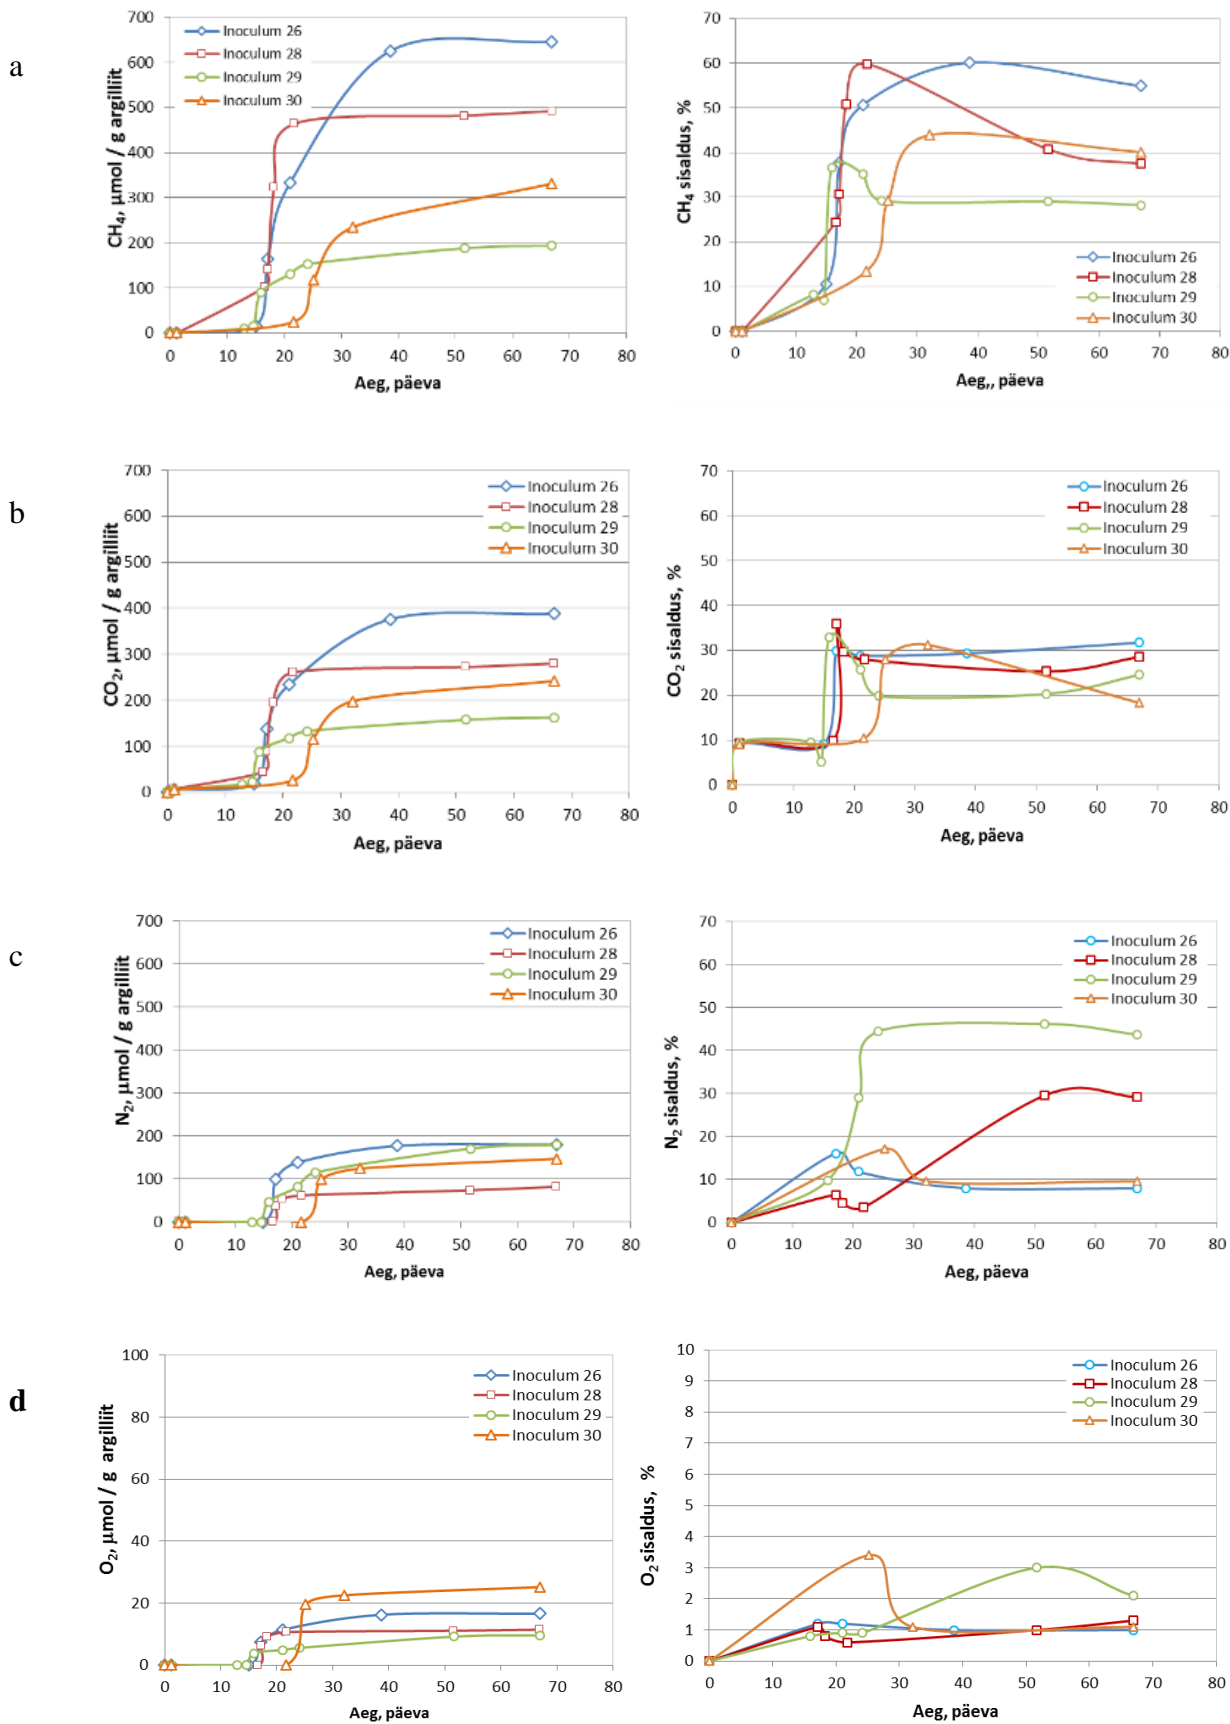 a
CH₄, µmol / g argilliit
700
600
500
400
300
200
100
0
0 10 20 30 40 50 60 70 80
Aeg, päeva
Inoculum 26
Inoculum 28
Inoculum 29
Inoculum 30
CH₄ sisaldus, %
70
60
50
40
30
20
10
0
0 10 20 30 40 50 60 70 80
Aeg,, päeva
Inoculum 26
Inoculum 28
Inoculum 29
Inoculum 30
b
CO₂, µmol / g argilliit
700
600
500
400
300
200
100
0
0 10 20 30 40 50 60 70 80
Aeg, päeva
Inoculum 26
Inoculum 28
Inoculum 29
Inoculum 30
CO₂ sisaldus, %
70
60
50
40
30
20
10
0
0 10 20 30 40 50 60 70 80
Aeg, päeva
Inoculum 26
Inoculum 28
Inoculum 29
Inoculum 30
c
N₂, µmol / g argilliit
700
600
500
400
300
200
100
0
0 10 20 30 40 50 60 70 80
Aeg, päeva
Inoculum 26
Inoculum 28
Inoculum 29
Inoculum 30
N₂ sisaldus, %
70
60
50
40
30
20
10
0
0 10 20 30 40 50 60 70 80
Aeg, päeva
Inoculum 26
Inoculum 28
Inoculum 29
Inoculum 30
d
O₂, µmol / g argilliit
100
80
60
40
20
0
0 10 20 30 40 50 60 70 80
Aeg, päeva
Inoculum 26
Inoculum 28
Inoculum 29
Inoculum 30
O₂ sisaldus, %
10
9
8
7
6
5
4
3
2
1
0
0 10 20 30 40 50 60 70 80
Aeg, päeva
Inoculum 26
Inoculum 28
Inoculum 29
Inoculum 30